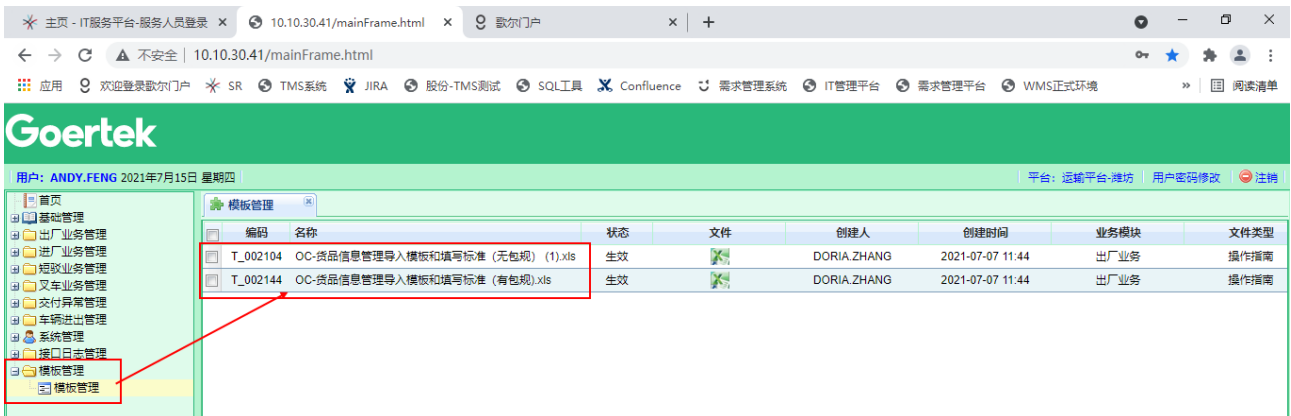 主页 - IT服务平台-服务人员登录
10.10.30.41/mainFrame.html
歌尔门户
不安全 10.10.30.41/mainFrame.html
应用 欢迎登录歌尔门户 SR TMS系统 JIRA 股份-TMS测试 SQL工具 Confluence 需求管理系统 IT管理平台 需求管理平台 WMS正式环境 » 阅读清单
Goertek
用户: ANDY.FENG 2021年7月15日 星期四 平台: 运输平台-潍坊 用户密码修改 注销
首页
基础管理
出厂业务管理
进厂业务管理
短驳业务管理
叉车业务管理
交付异常管理
车辆进出管理
系统管理
接口日志管理
模板管理
模板管理
模板管理
编码 名称 状态 文件 创建人 创建时间 业务模块 文件类型
T_002104 OC-货品信息管理导入模板和填写标准（无包规） (1).xls 生效 DORIA.ZHANG 2021-07-07 11:44 出厂业务 操作指南
T_002144 OC-货品信息管理导入模板和填写标准（有包规).xls 生效 DORIA.ZHANG 2021-07-07 11:44 出厂业务 操作指南